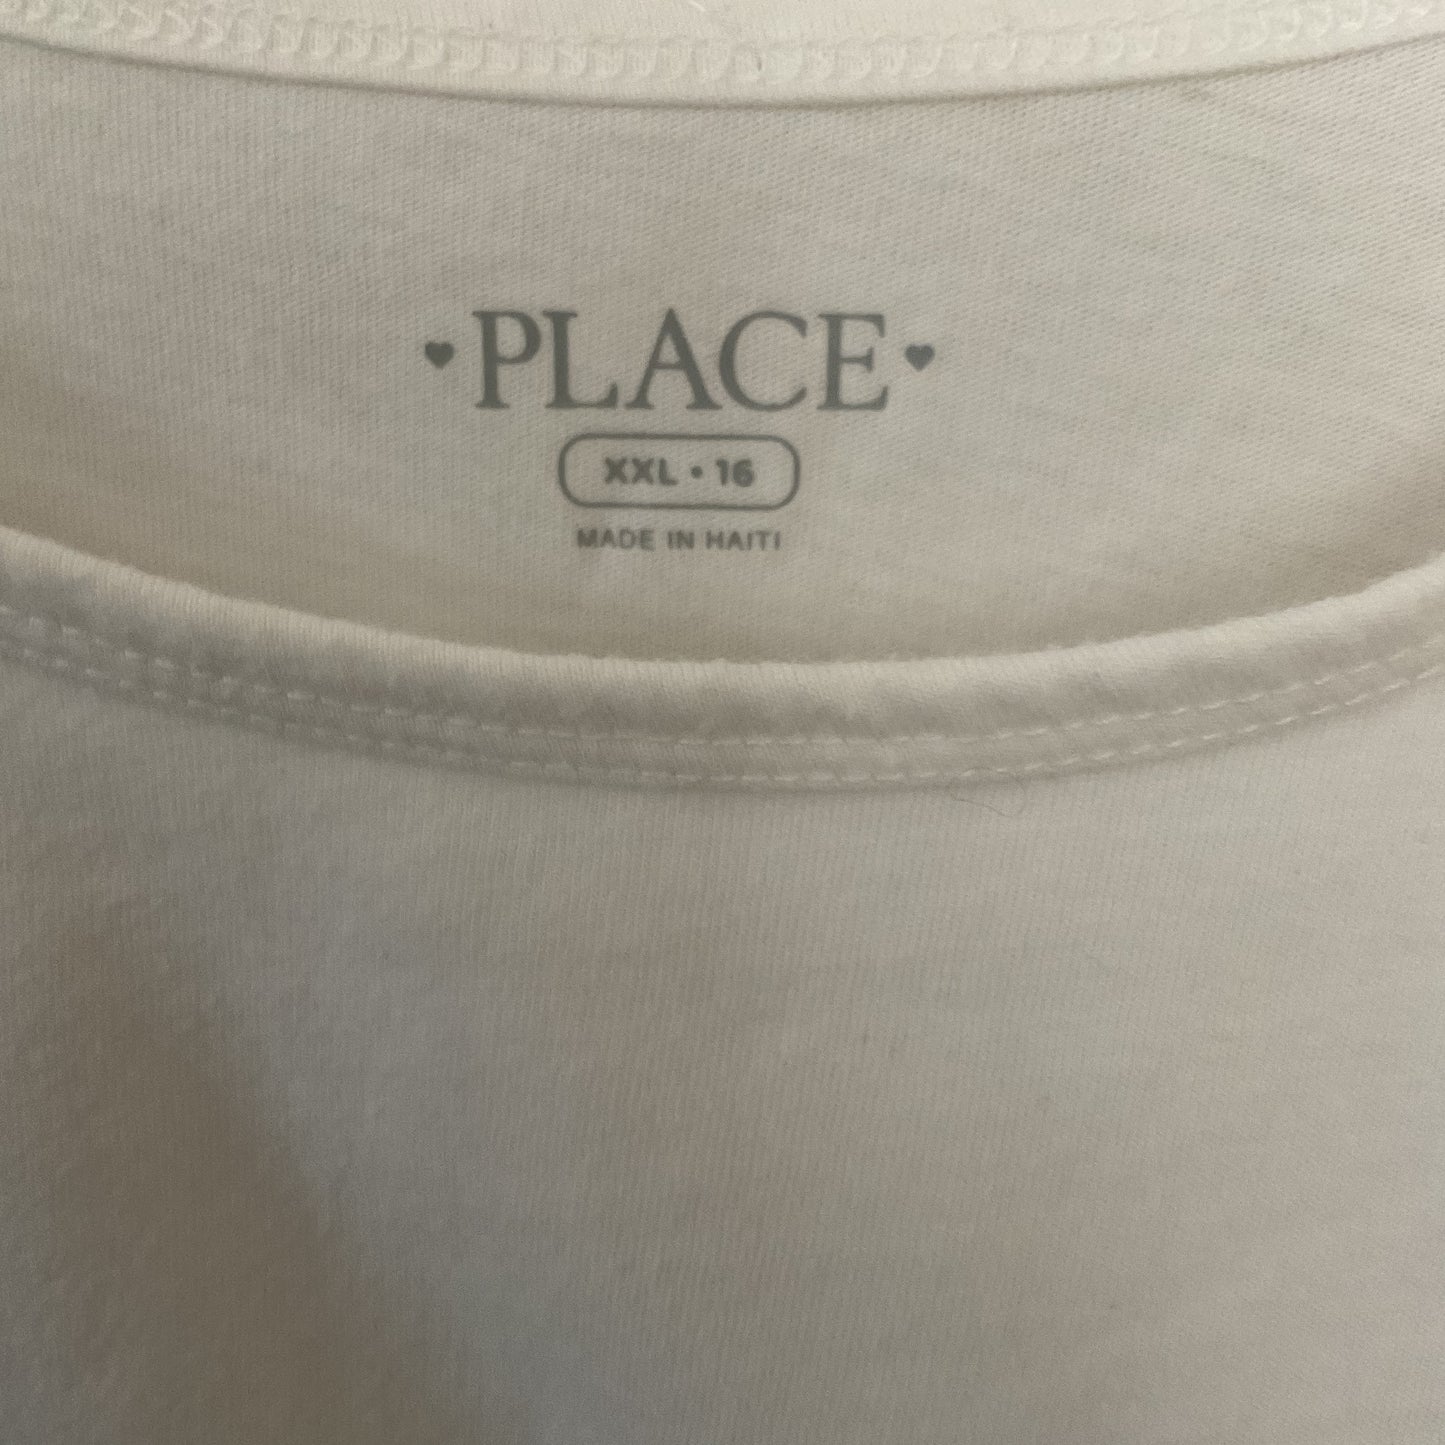 ♥PLACE♥
XXL • 16
MADE IN HAITI